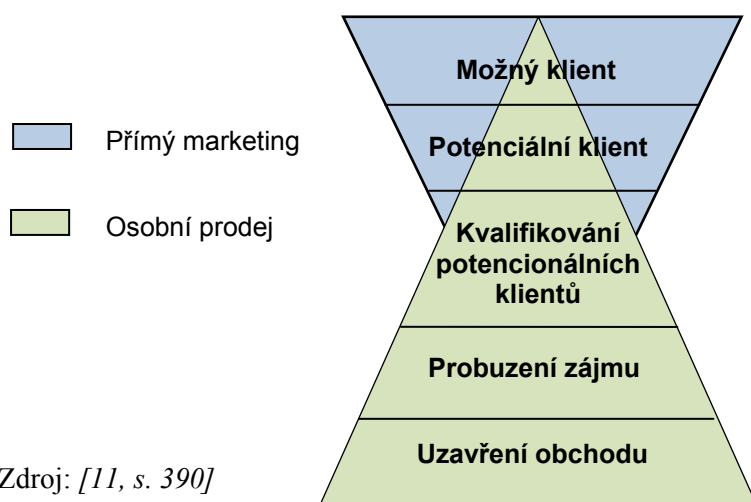 Možný klient
Přímý marketing
Potenciální klient
Osobní prodej
Kvalifikování
potencionálních
klientů
Probuzení zájmu
Uzavření obchodu
Zdroj: [11, s. 390]